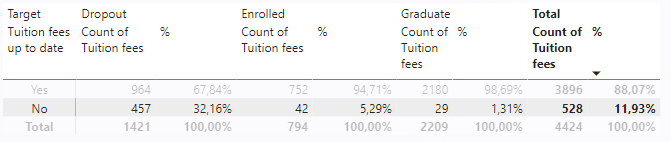 Target Dropout Enrolled Graduate Total
Tuition fees Count of % Count of % Count of % Count of %
up to date Tuition fees Tuition fees Tuition Tuition
fees fees
Yes 964 67,84% 752 94,71% 2180 98,69% 3896 88,07%
No 457 32,16% 42 5,29% 29 1,31% 528 11,93%
Total 1421 100,00% 794 100,00% 2209 100,00% 4424 100,00%